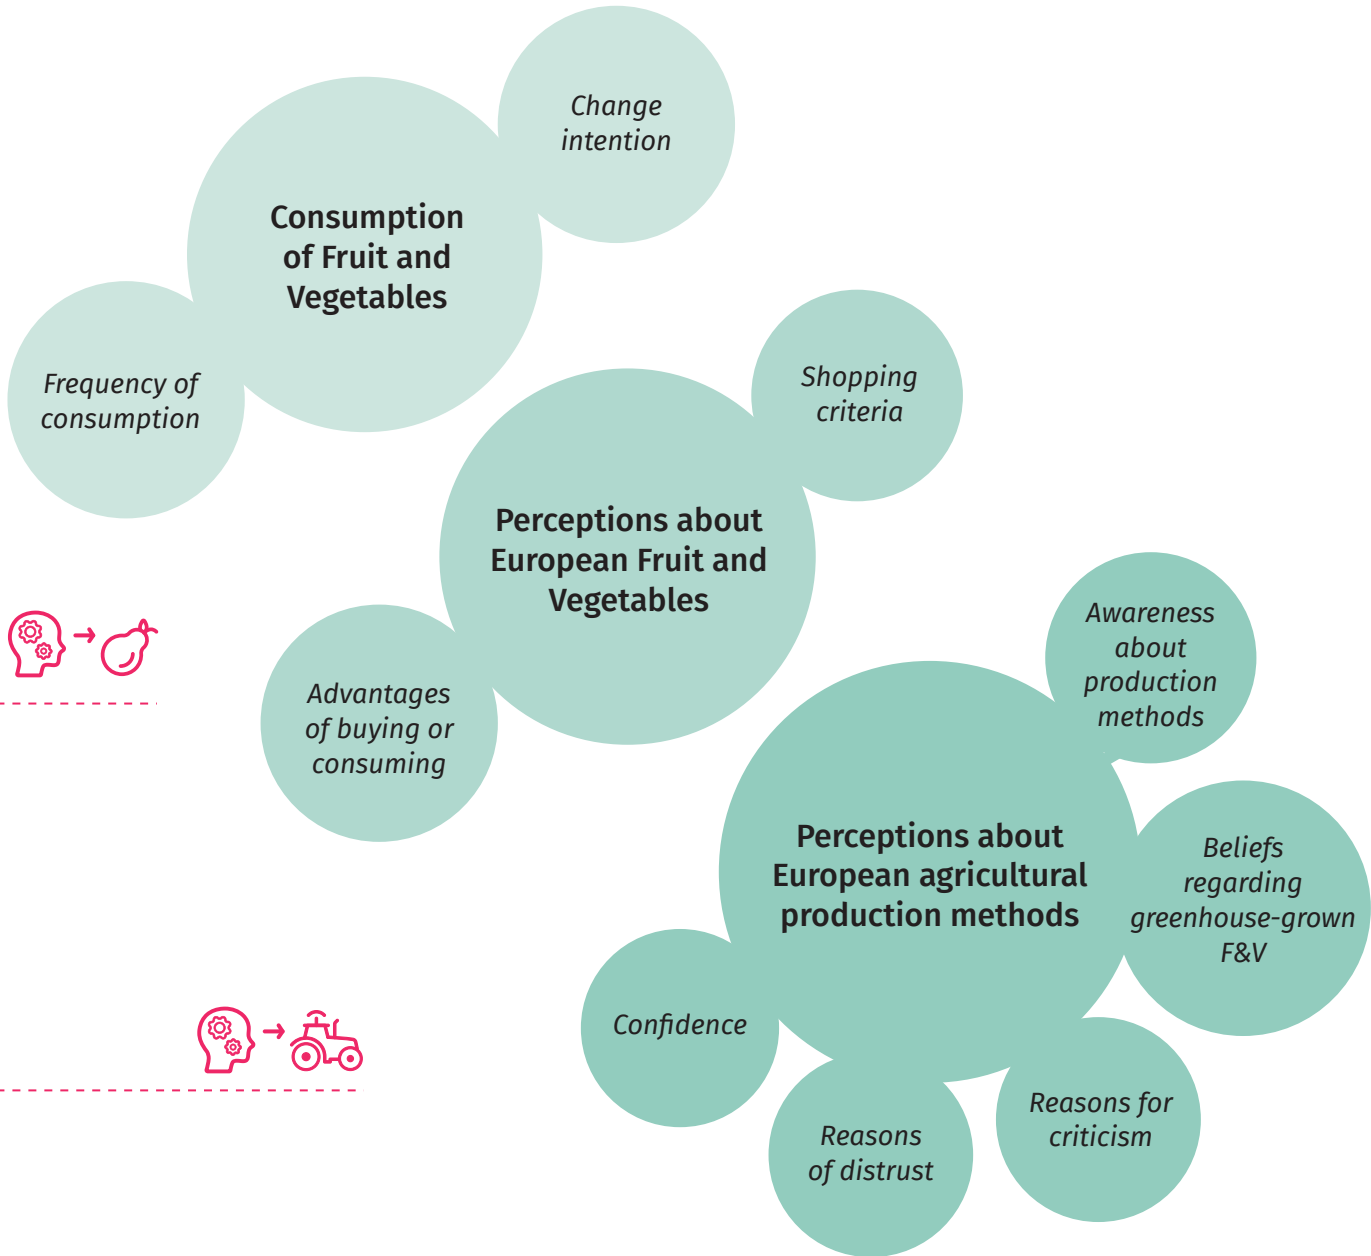 Change
intention
Consumption
of Fruit and
Vegetables
Frequency of
consumption
Shopping
criteria
Perceptions about
European Fruit and
Vegetables
Advantages
of buying or
consuming
Awareness
about
production
methods
Perceptions about
European agricultural
production methods
Beliefs
regarding
greenhouse-grown
F&V
Confidence
Reasons for
criticism
Reasons
of distrust